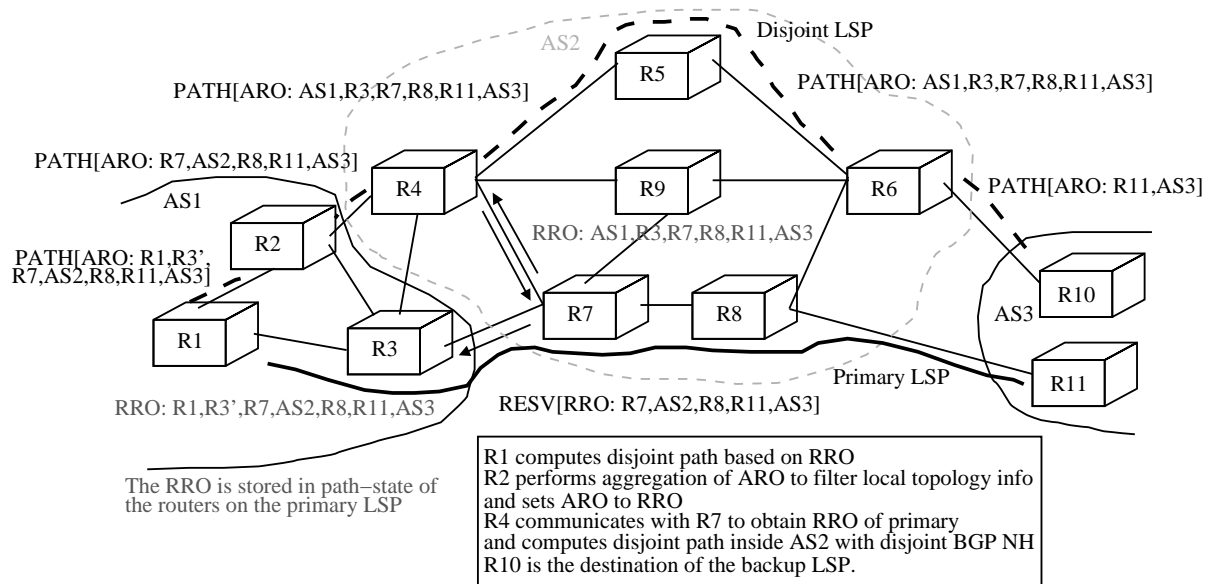 Disjoint LSP
AS2
R5
PATH[ARO: AS1,R3,R7,R8,R11,AS3]
PATH[ARO: AS1,R3,R7,R8,R11,AS3]
PATH[ARO: R7,AS2,R8,R11,AS3]
R4
R9
R6
PATH[ARO: R11,AS3]
AS1
R2
RRO: AS1,R3,R7,R8,R11,AS3
PATH[ARO: R1,R3’,
R7,AS2,R8,R11,AS3]
R10
R1
R3
R7
R8
AS3
R11
Primary LSP
RRO: R1,R3’,R7,AS2,R8,R11,AS3
RESV[RRO: R7,AS2,R8,R11,AS3]
The RRO is stored in path−state of
the routers on the primary LSP
R1 computes disjoint path based on RRO
R2 performs aggregation of ARO to filter local topology info
and sets ARO to RRO
R4 communicates with R7 to obtain RRO of primary
and computes disjoint path inside AS2 with disjoint BGP NH
R10 is the destination of the backup LSP.